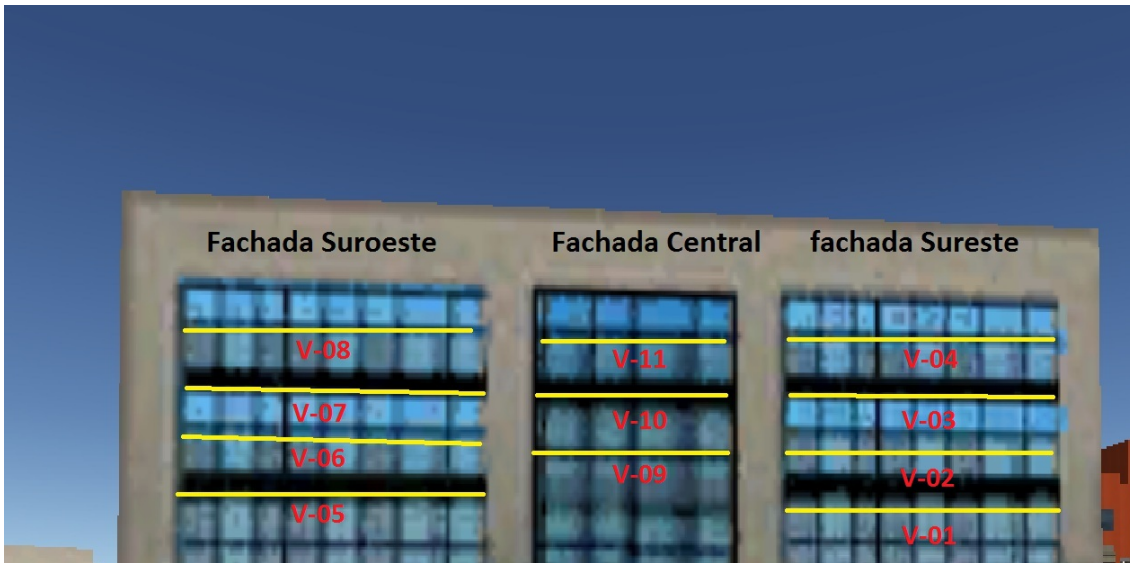 Fachada Suroeste
Fachada Central
fachada Sureste
V-08
V-11
V-04
V-07
V-10
V-03
V-06
V-09
V-02
V-05
V-01